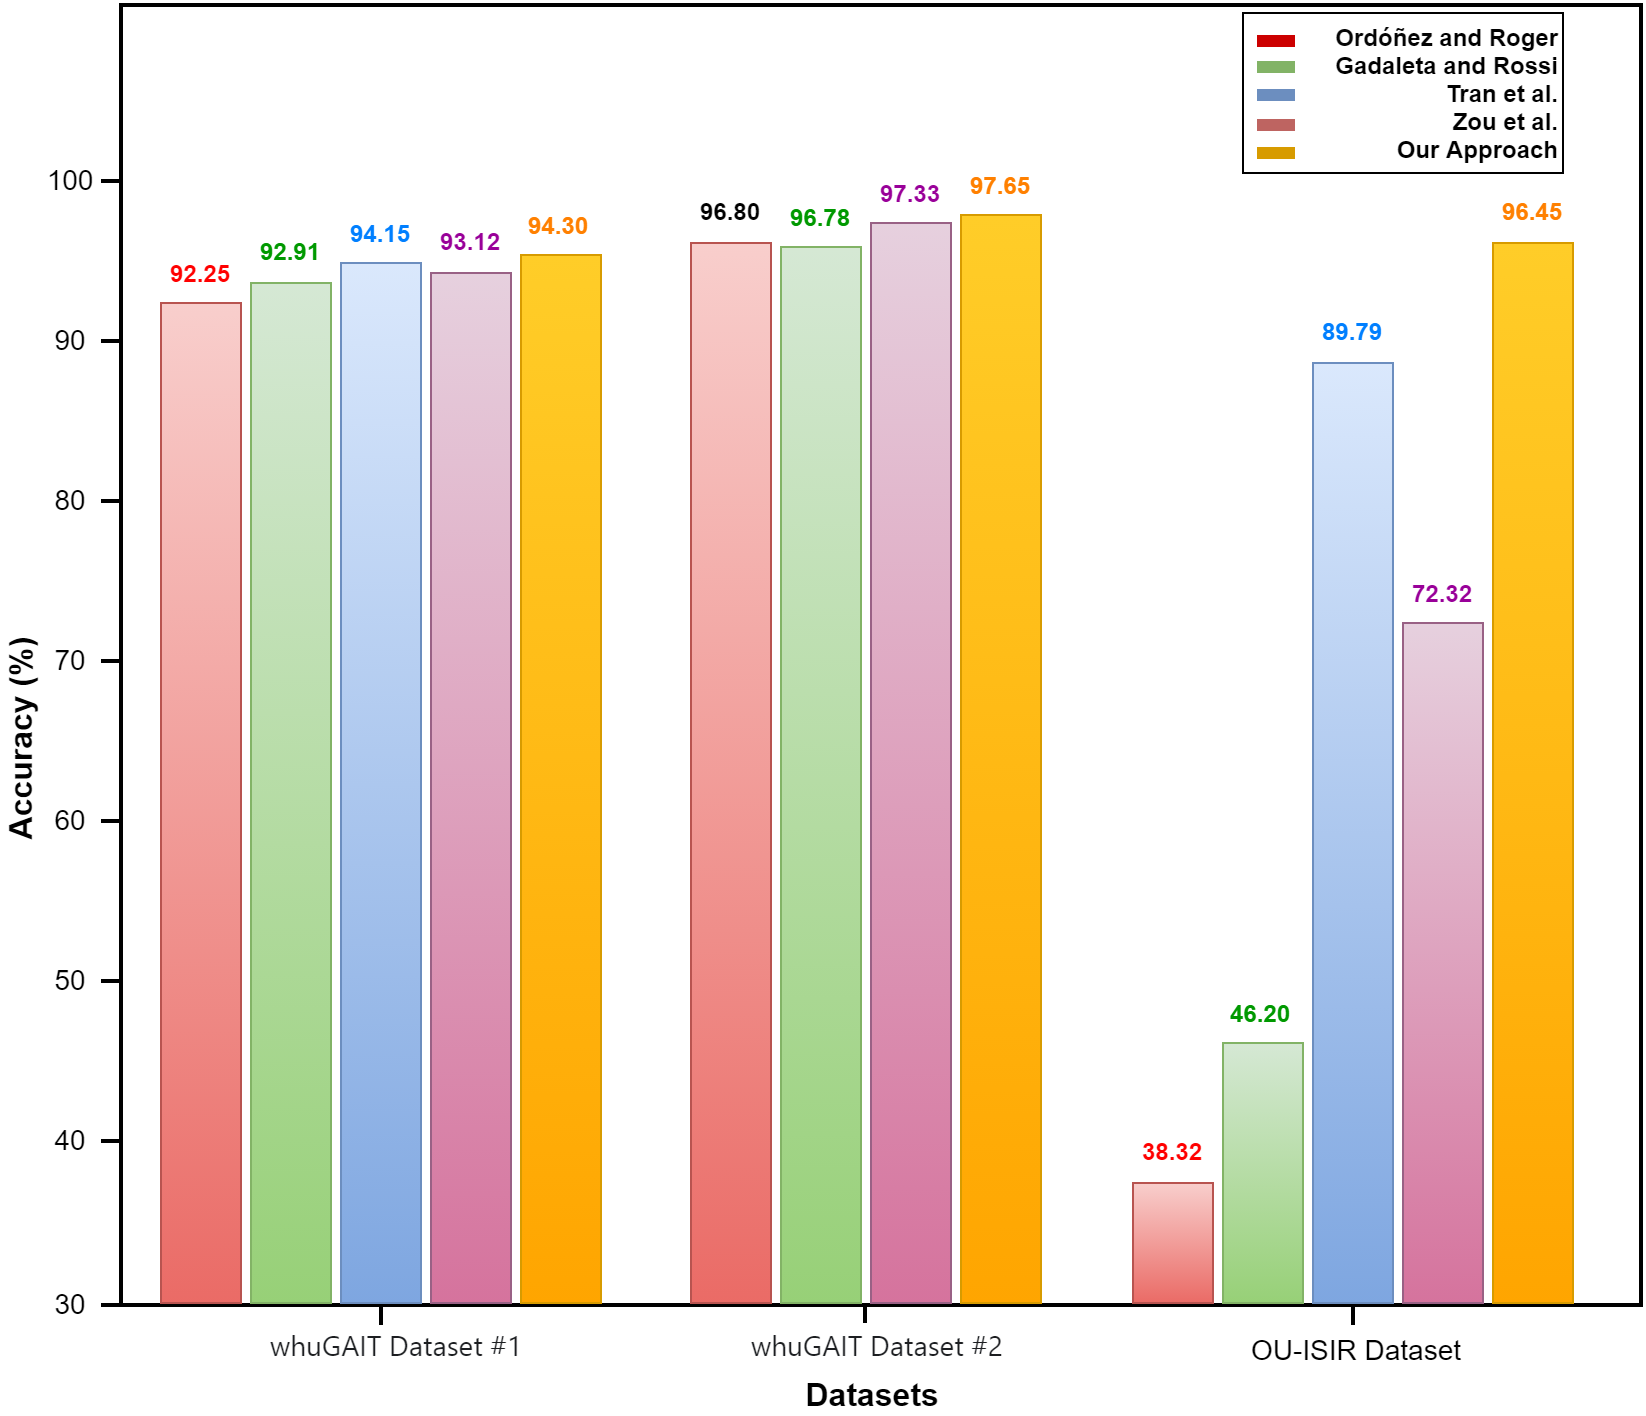 Ordóñez and Roger
Gadaleta and Rossi
Tran et al.
Zou et al.
Our Approach
100
90
80
70
60
50
40
30
Accuracy (%)
92.25
92.91
94.15
93.12
94.30
96.80
96.78
97.33
97.65
38.32
46.20
89.79
72.32
96.45
whuGAIT Dataset #1
whuGAIT Dataset #2
OU-ISIR Dataset
Datasets